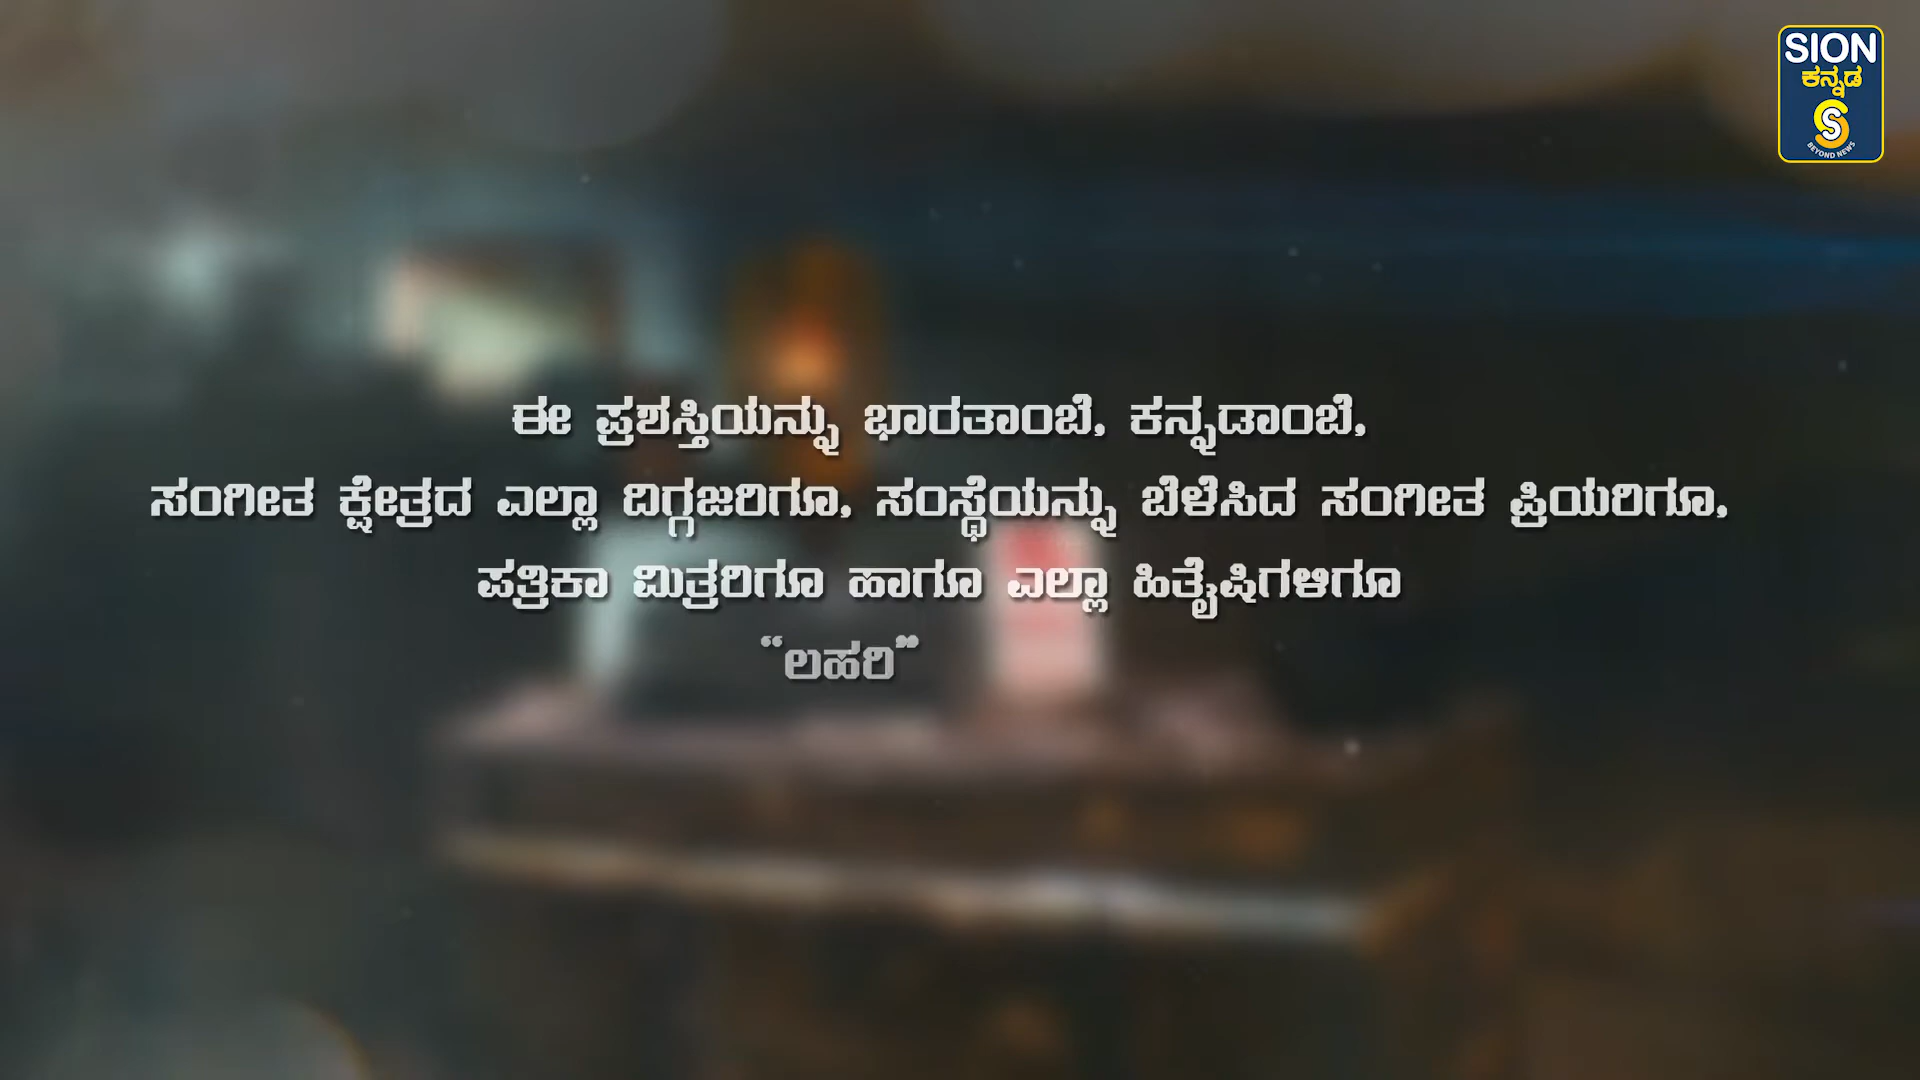 SION
ಕನ್ನಡ
S
BEYOND NEWS
ಈ ಪ್ರಶಸ್ತಿಯನ್ನು ಭಾರತಾಂಬೆ, ಕನ್ನಡಾಂಬೆ,
ಸಂಗೀತ ಕ್ಷೇತ್ರದ ಎಲ್ಲಾ ದಿಗ್ಗಜರಿಗೂ, ಸಂಸ್ಥೆಯನ್ನು ಬೆಳೆಸಿದ ಸಂಗೀತ ಪ್ರಿಯರಿಗೂ,
ಪತ್ರಿಕಾ ಮಿತ್ರರಿಗೂ ಹಾಗೂ ಎಲ್ಲಾ ಹಿತೈಷಿಗಳಿಗೂ
“ಲಹರಿ”